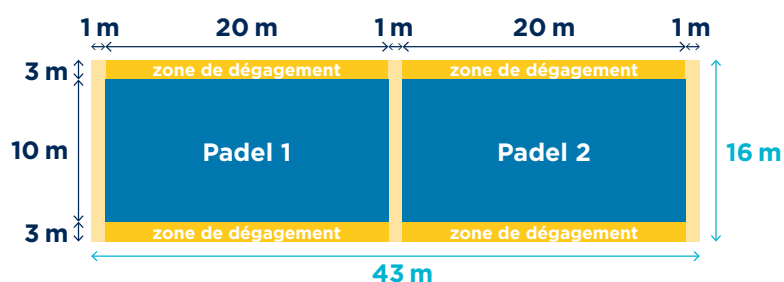 1 m 20 m 1 m 20 m 1 m
3 m zone de dégagement zone de dégagement
10 m Padel 1 Padel 2 16 m
3 m zone de dégagement zone de dégagement
43 m